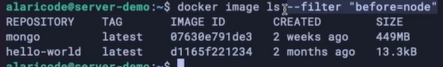 alaricode@server-demo:~$ docker image ls --filter "before=node"
REPOSITORY TAG IMAGE ID CREATED SIZE
mongo latest 07630e791de3 2 weeks ago 449MB
hello-world latest d1165f221234 2 months ago 13.3kB
alaricode@server-demo:~$